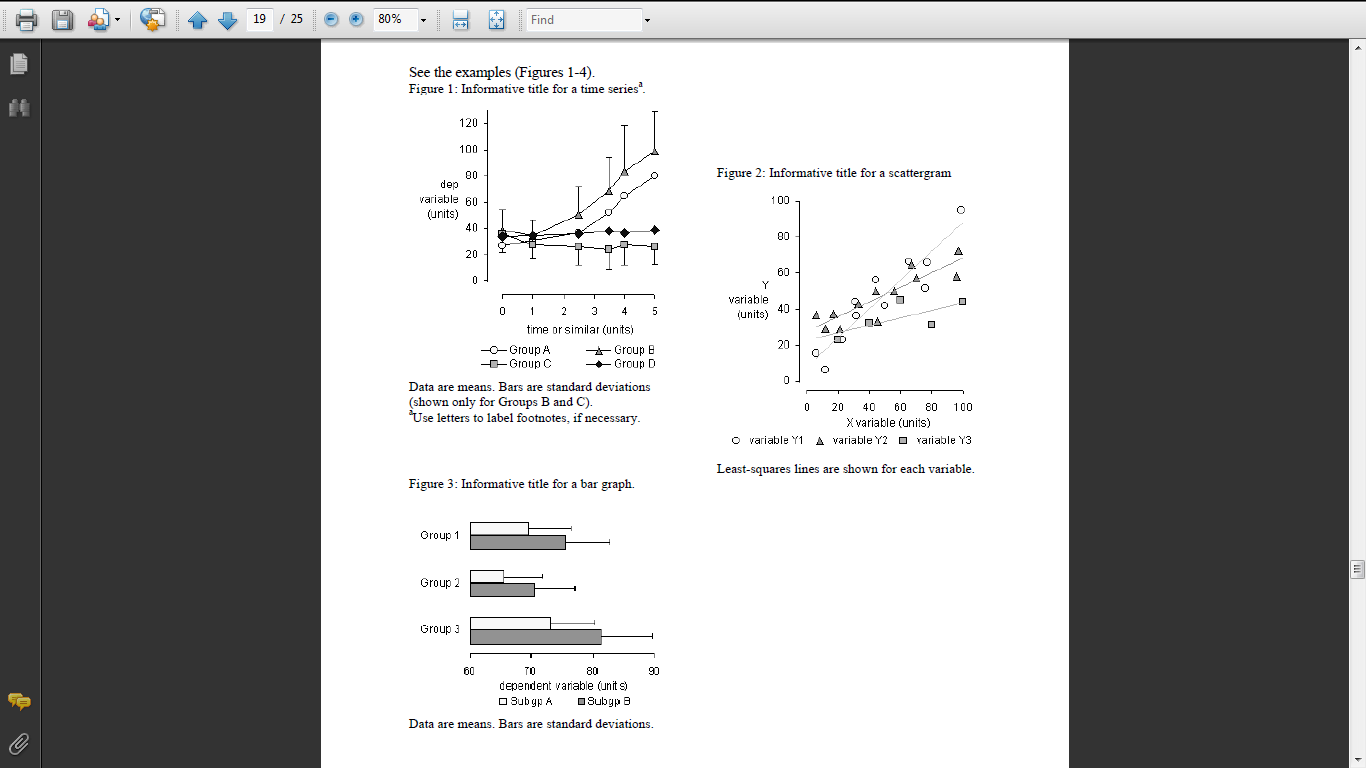 19 / 25
80%
Find
See the examples (Figures 1-4).
Figure 1: Informative title for a time seriesª.
120
100
80
60
40
20
0
dep
variable
(units)
0 1 2 3 4 5
time or similar (units)
Group A Group B
Group C Group D
Data are means. Bars are standard deviations
(shown only for Groups B and C).
ªUse letters to label footnotes, if necessary.
Figure 2: Informative title for a scattergram
100
80
60
40
20
0
Y
variable
(units)
0 20 40 60 80 100
X variable (units)
variable Y1 variable Y2 variable Y3
Least-squares lines are shown for each variable.
Figure 3: Informative title for a bar graph.
Group 1
Group 2
Group 3
60 70 80 90
dependent variable (units)
Subgp A Subgp B
Data are means. Bars are standard deviations.